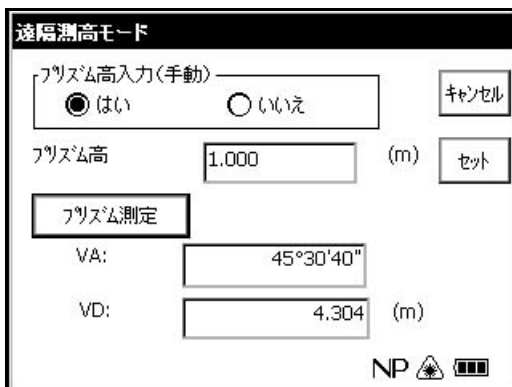 遠隔測高モード
プリズム高入力(手動)
はい いいえ
キャンセル
プリズム高 1.000 (m) セット
プリズム測定
VA: 45°30'40"
VD: 4.304 (m)
NP